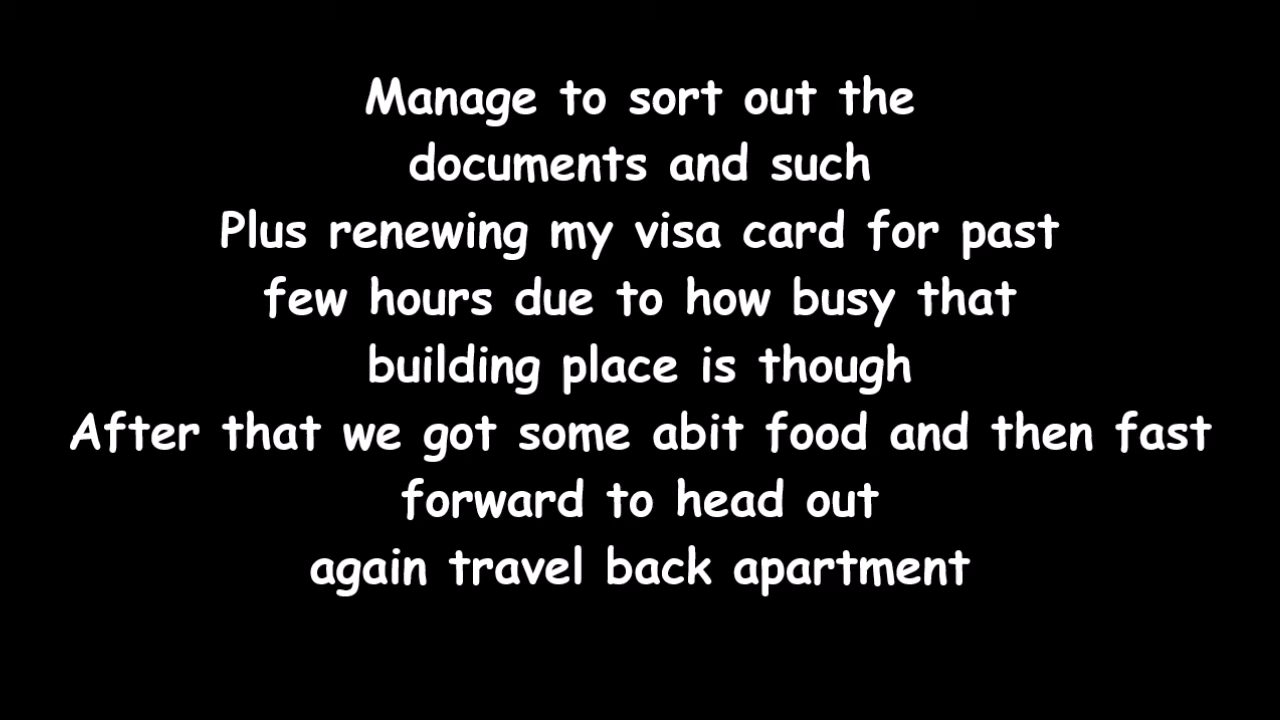 Manage to sort out the
documents and such
Plus renewing my visa card for past
few hours due to how busy that
building place is though
After that we got some abit food and then fast
forward to head out
again travel back apartment